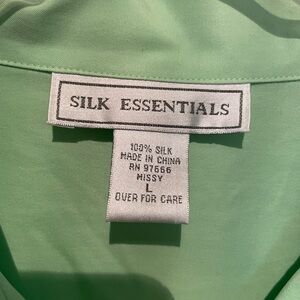 SILK ESSENTIALS
100% SILK
MADE IN CHINA
RN 97666
MISSY
L
OVER FOR CARE